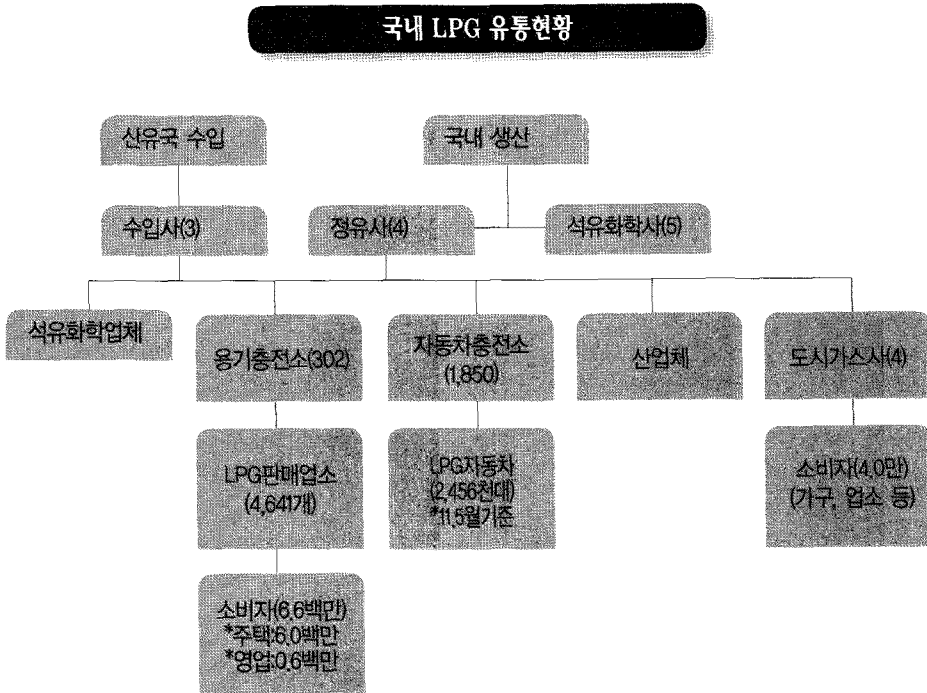 국내 LPG 유통현황
산유국 수입
국내 생산
수입사(3)
정유사(4)
석유화학사(5)
석유화학업체
용기충전소(302)
자동차충전소
(1,850)
산업체
도시가스사(4)
LPG판매업소
(4,641개)
LPG자동차
(2,456천대)
*11.5월기준
소비자(4.0만)
(가구, 업소 등)
소비자(6.6백만)
*주택:6.0백만
*영업:0.6백만